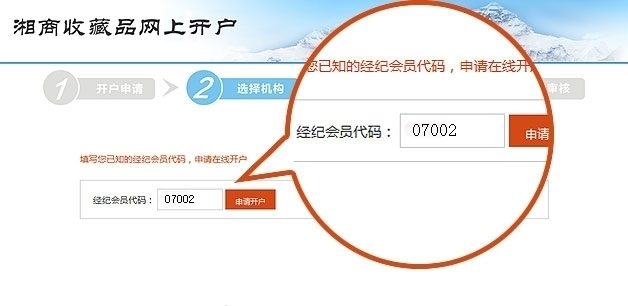 湘商收藏品网上开户
1 开户申请
2 选择机构
审核
填写您已知的经纪会员代码，申请在线开户
经纪会员代码： 07002 申请开户
您已知的经纪会员代码，申请在线开户
经纪会员代码： 07002 申请